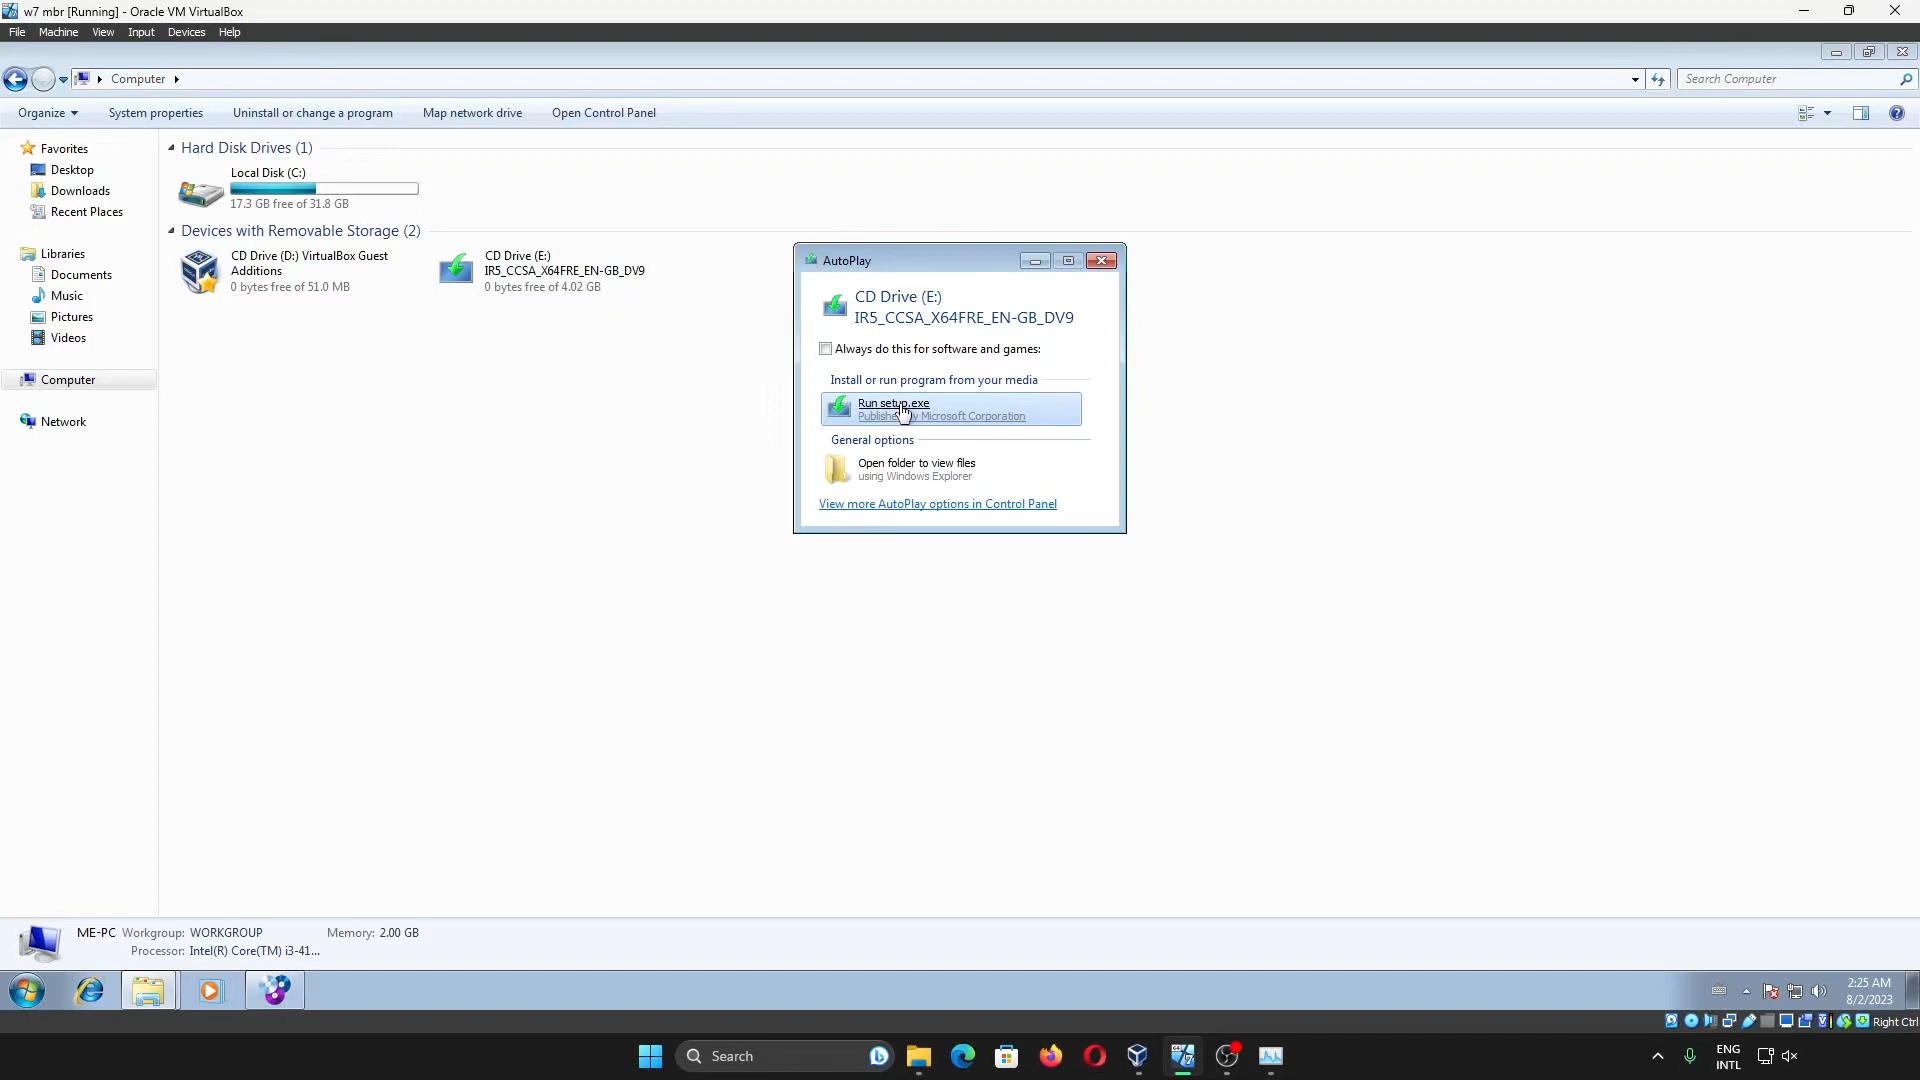 w7 mbr [Running] - Oracle VM VirtualBox
File Machine View Input Devices Help
Computer
Search Computer
Organize System properties Uninstall or change a program Map network drive Open Control Panel
Favorites
Desktop
Downloads
Recent Places
Libraries
Documents
Music
Pictures
Videos
Computer
Network
Hard Disk Drives (1)
Local Disk (C:)
17.3 GB free of 31.8 GB
Devices with Removable Storage (2)
CD Drive (D:) VirtualBox Guest
Additions
0 bytes free of 51.0 MB
CD Drive (E:)
IR5_CCSA_X64FRE_EN-GB_DV9
0 bytes free of 4.02 GB
AutoPlay
CD Drive (E:)
IR5_CCSA_X64FRE_EN-GB_DV9
Always do this for software and games:
Install or run program from your media
Run setup.exe
Published by Microsoft Corporation
General options
Open folder to view files
using Windows Explorer
View more AutoPlay options in Control Panel
ME-PC Workgroup: WORKGROUP Memory: 2.00 GB
Processor: Intel(R) Core(TM) i3-41...
2:25 AM
8/2/2023
Right Ctrl
Search
ENG
INTL